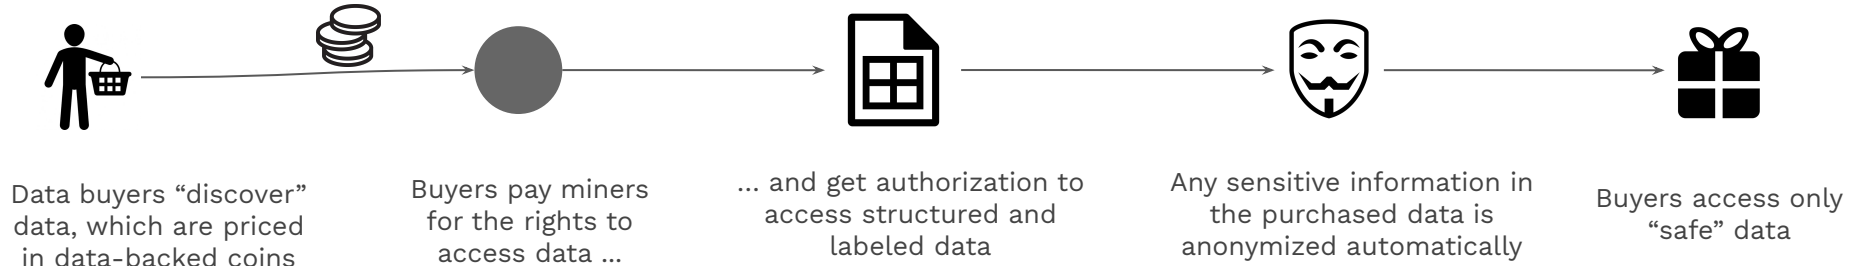 Data buyers “discover”
data, which are priced
in data-backed coins
Buyers pay miners
for the rights to
access data ...
... and get authorization to
access structured and
labeled data
Any sensitive information in
the purchased data is
anonymized automatically
Buyers access only
“safe” data